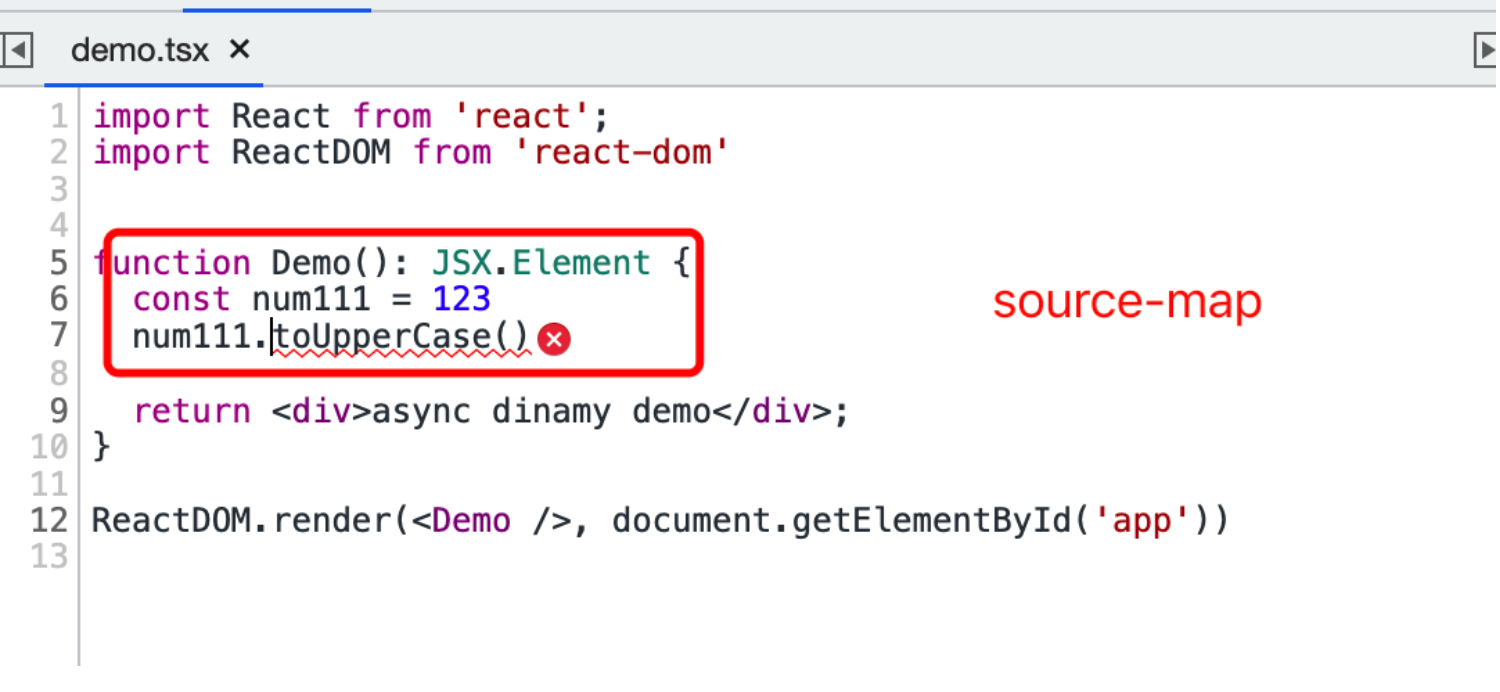 demo.tsx ×
1 import React from 'react';
2 import ReactDOM from 'react-dom'
3
4
5 function Demo(): JSX.Element {
6   const num111 = 123
7   num111.toUpperCase()
source-map
8
9   return <div>async dinamy demo</div>;
10 }
11
12 ReactDOM.render(<Demo />, document.getElementById('app'))
13